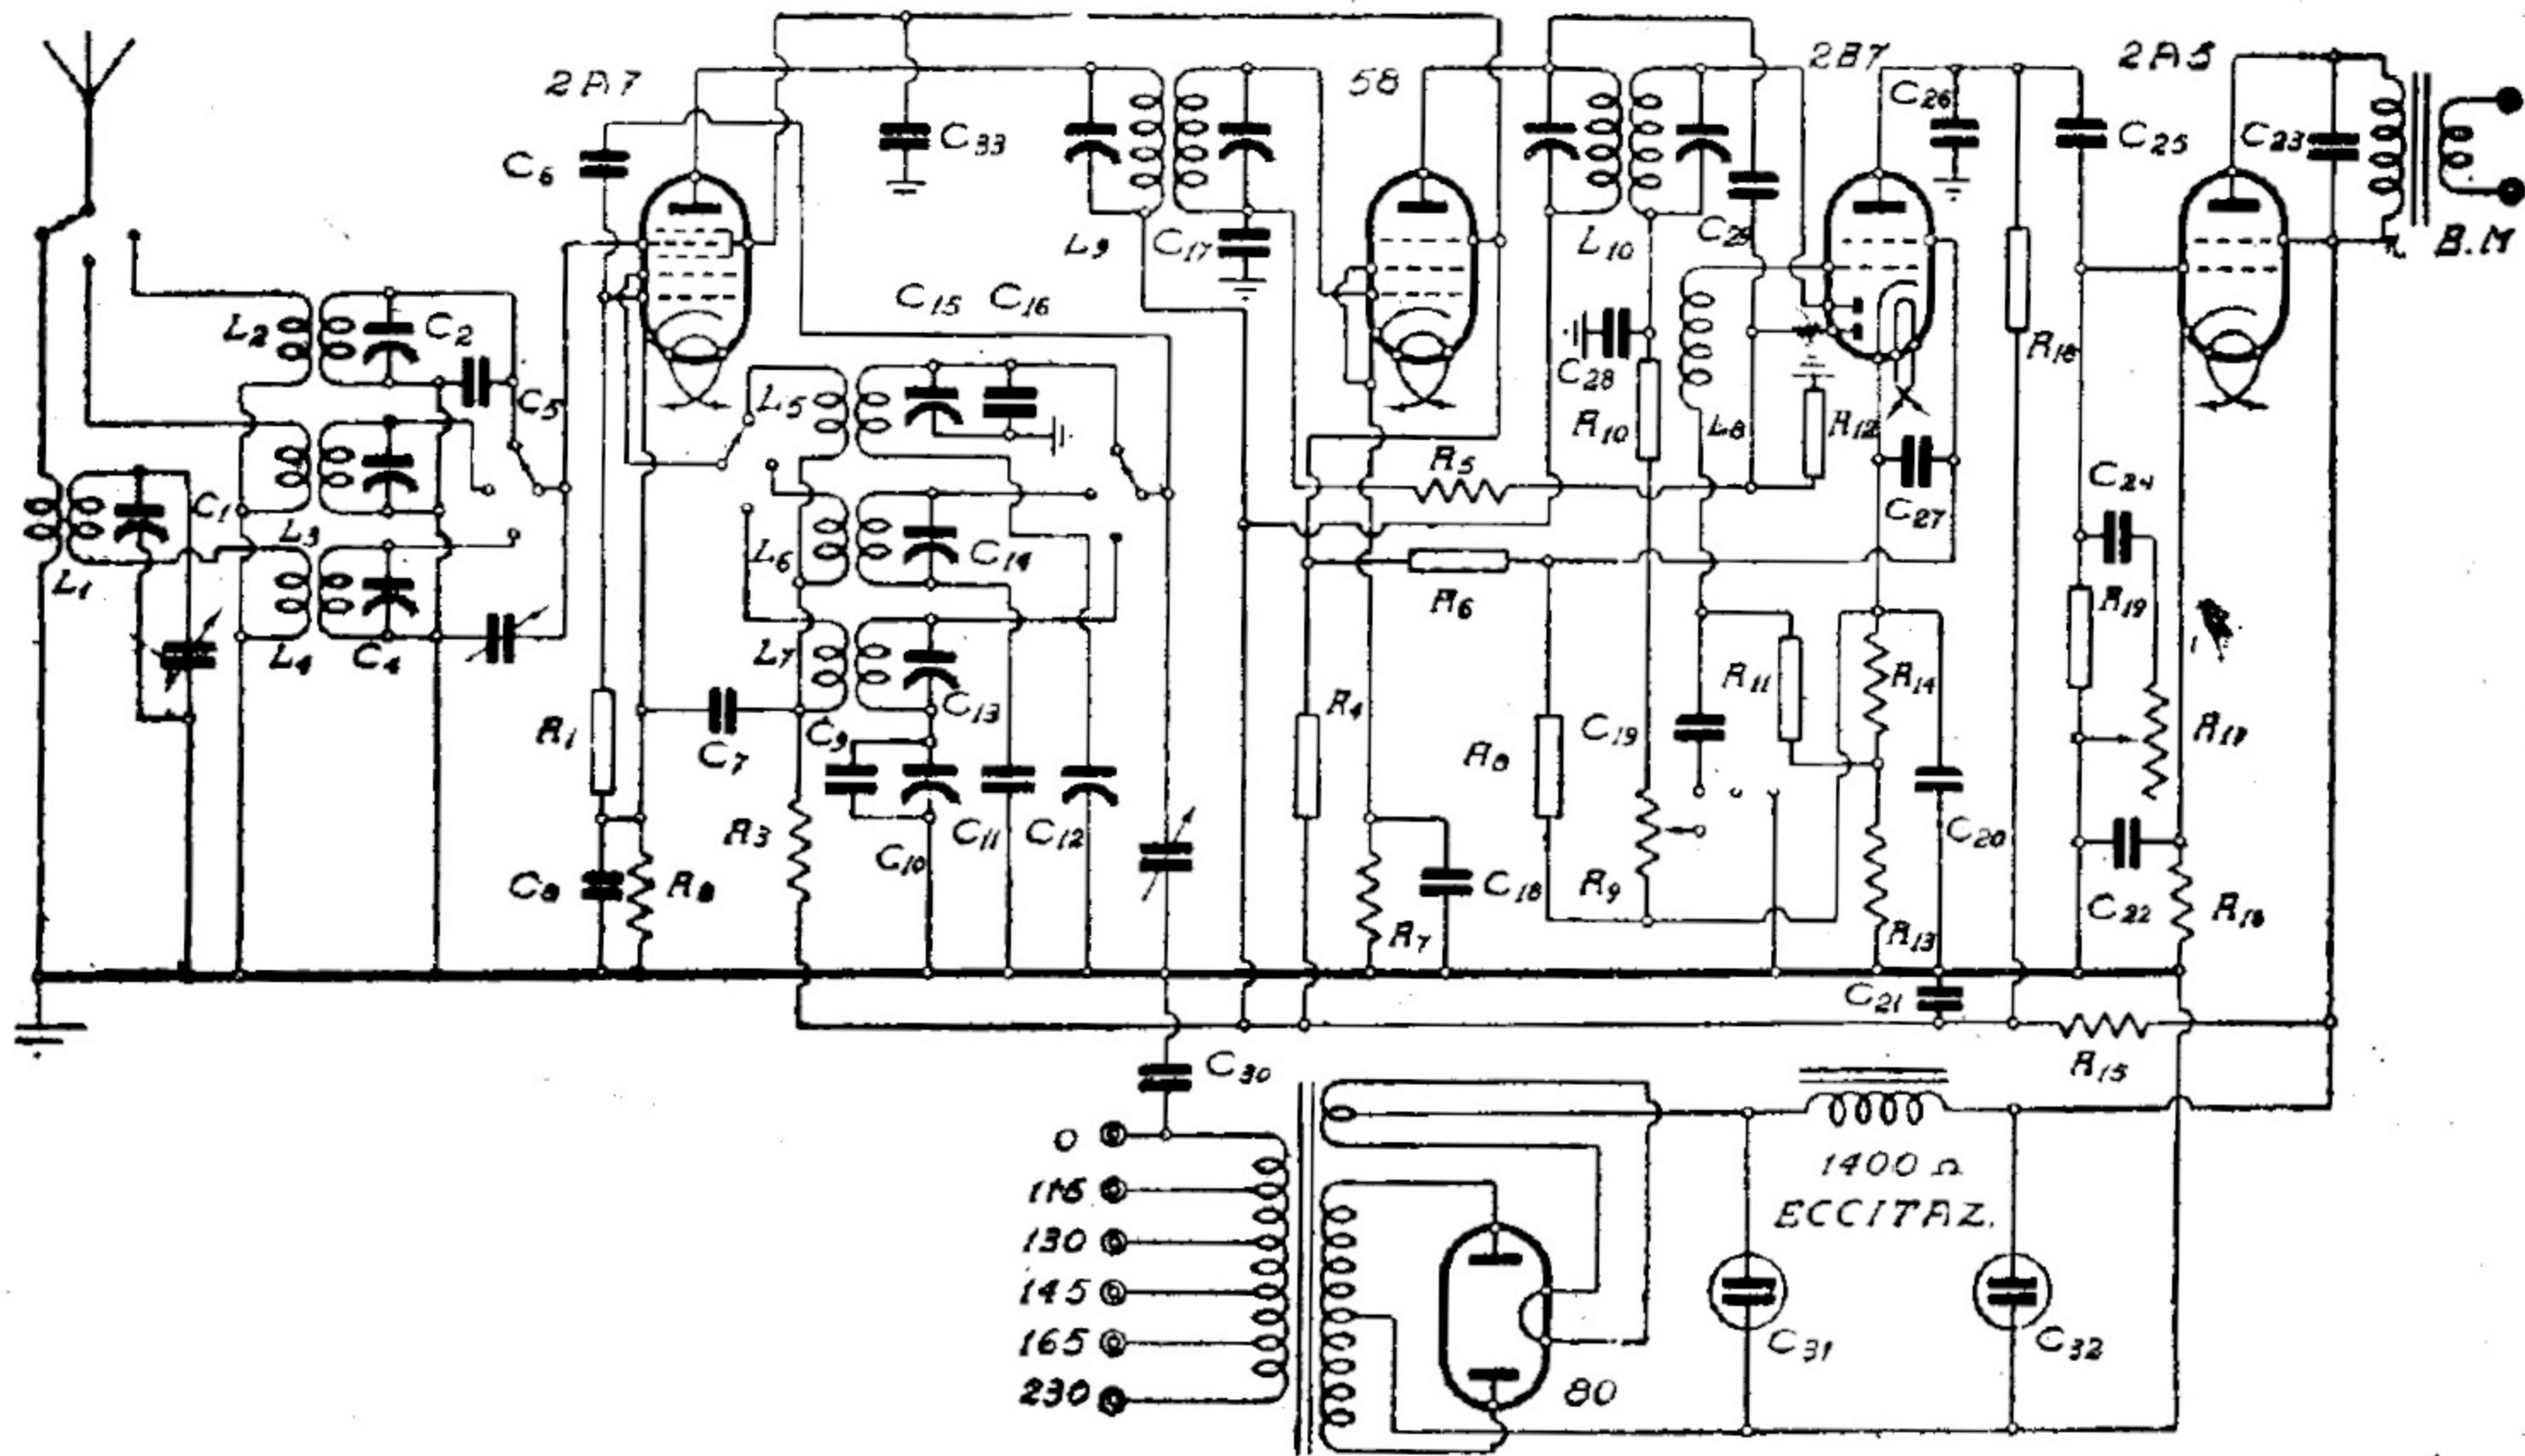 2A7
58
2B7
2A5
C6
C33
L9
C17
L10
C29
C26
C25
C23
B.M
L2
C2
C5
C15 C16
C28
R10
L8
R12
C27
R18
L5
R5
C24
C1
L3
L1
L6
C14
R6
R19
L4
C4
L7
C13
R4
R11
R14
R1
C7
C9
R3
C10
C11
C12
R8
C19
R17
C20
C8
C18
R9
R7
R13
C22
R16
C21
R15
C30
0
115
130
145
165
230
1400 Ω
ECCITAZ.
C31
C32
80